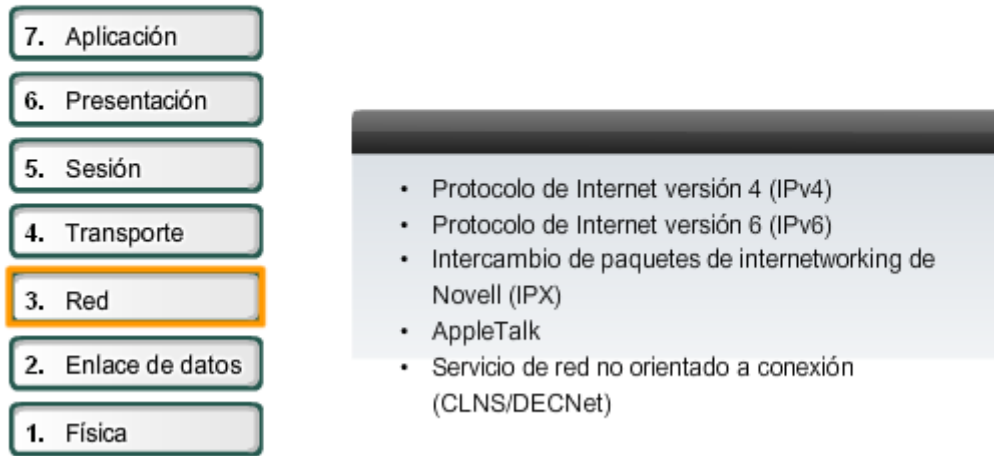 7. Aplicación
6. Presentación
5. Sesión
4. Transporte
3. Red
2. Enlace de datos
1. Física
• Protocolo de Internet versión 4 (IPv4)
• Protocolo de Internet versión 6 (IPv6)
• Intercambio de paquetes de internetworking de
Novell (IPX)
• AppleTalk
• Servicio de red no orientado a conexión
(CLNS/DECNet)